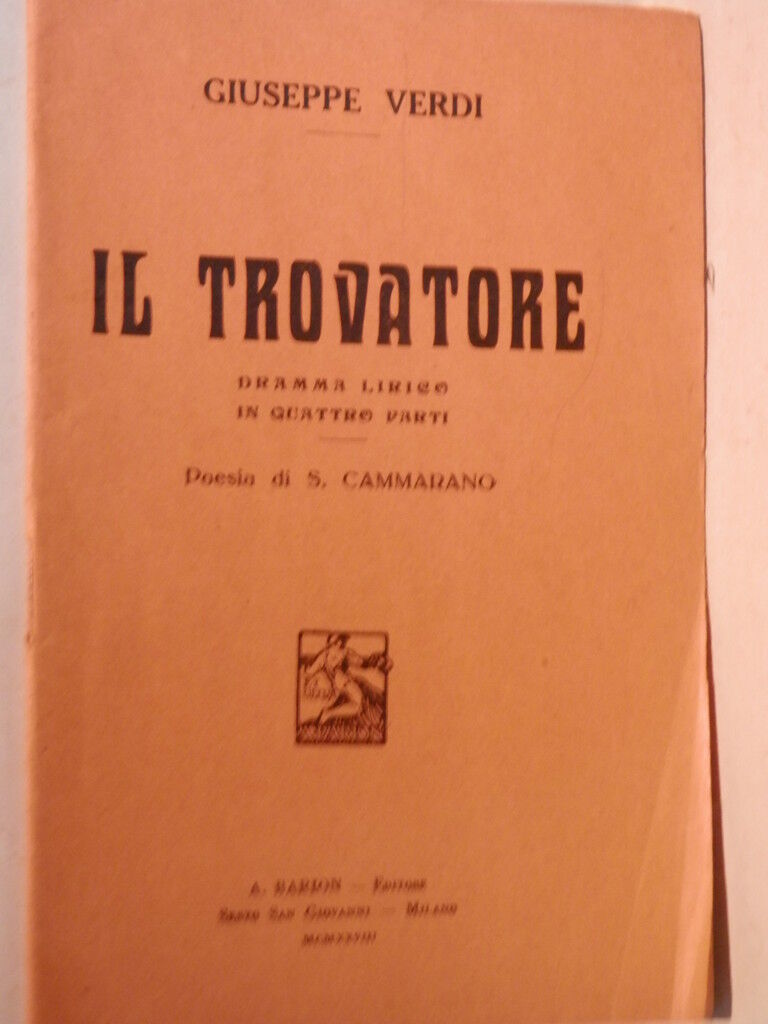 GIUSEPPE VERDI
IL TROVATORE
DRAMMA LIRICO
IN QUATTRO PARTI
Poesia di S. CAMMARANO
A. BARION — EDITORE
SESTO SAN GIOVANNI — MILANO